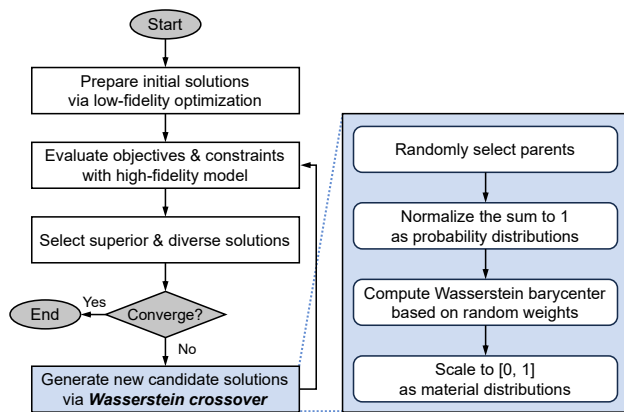 Start
Prepare initial solutions
via low-fidelity optimization
Evaluate objectives & constraints
with high-fidelity model
Select superior & diverse solutions
Converge?
Yes
End
No
Generate new candidate solutions
via Wasserstein crossover
Randomly select parents
Normalize the sum to 1
as probability distributions
Compute Wasserstein barycenter
based on random weights
Scale to [0, 1]
as material distributions